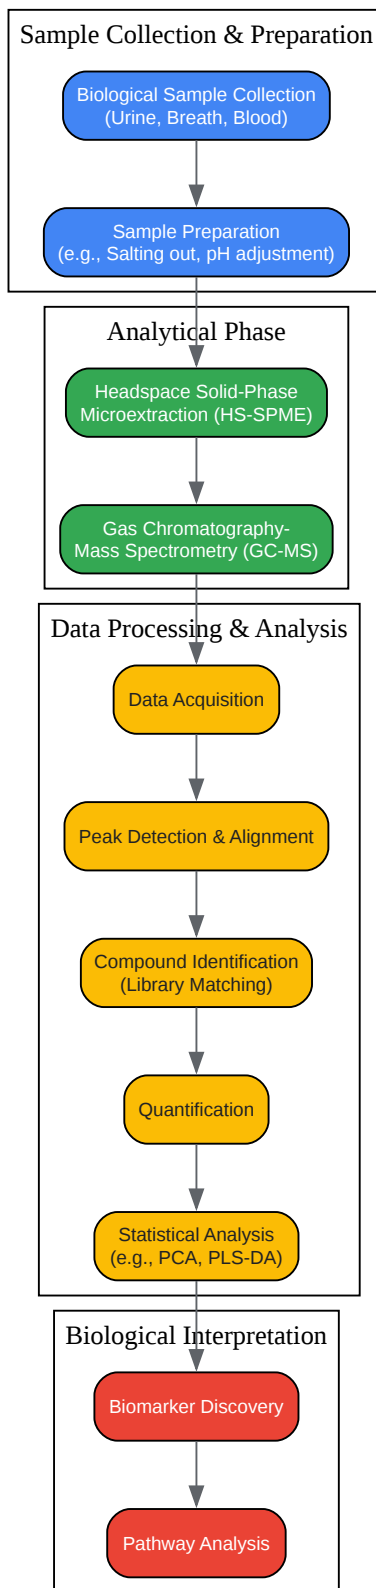 Sample Collection & Preparation
Biological Sample Collection
(Urine, Breath, Blood)
Sample Preparation
(e.g., Salting out, pH adjustment)
Analytical Phase
Headspace Solid-Phase
Microextraction (HS-SPME)
Gas Chromatography-
Mass Spectrometry (GC-MS)
Data Processing & Analysis
Data Acquisition
Peak Detection & Alignment
Compound Identification
(Library Matching)
Quantification
Statistical Analysis
(e.g., PCA, PLS-DA)
Biological Interpretation
Biomarker Discovery
Pathway Analysis